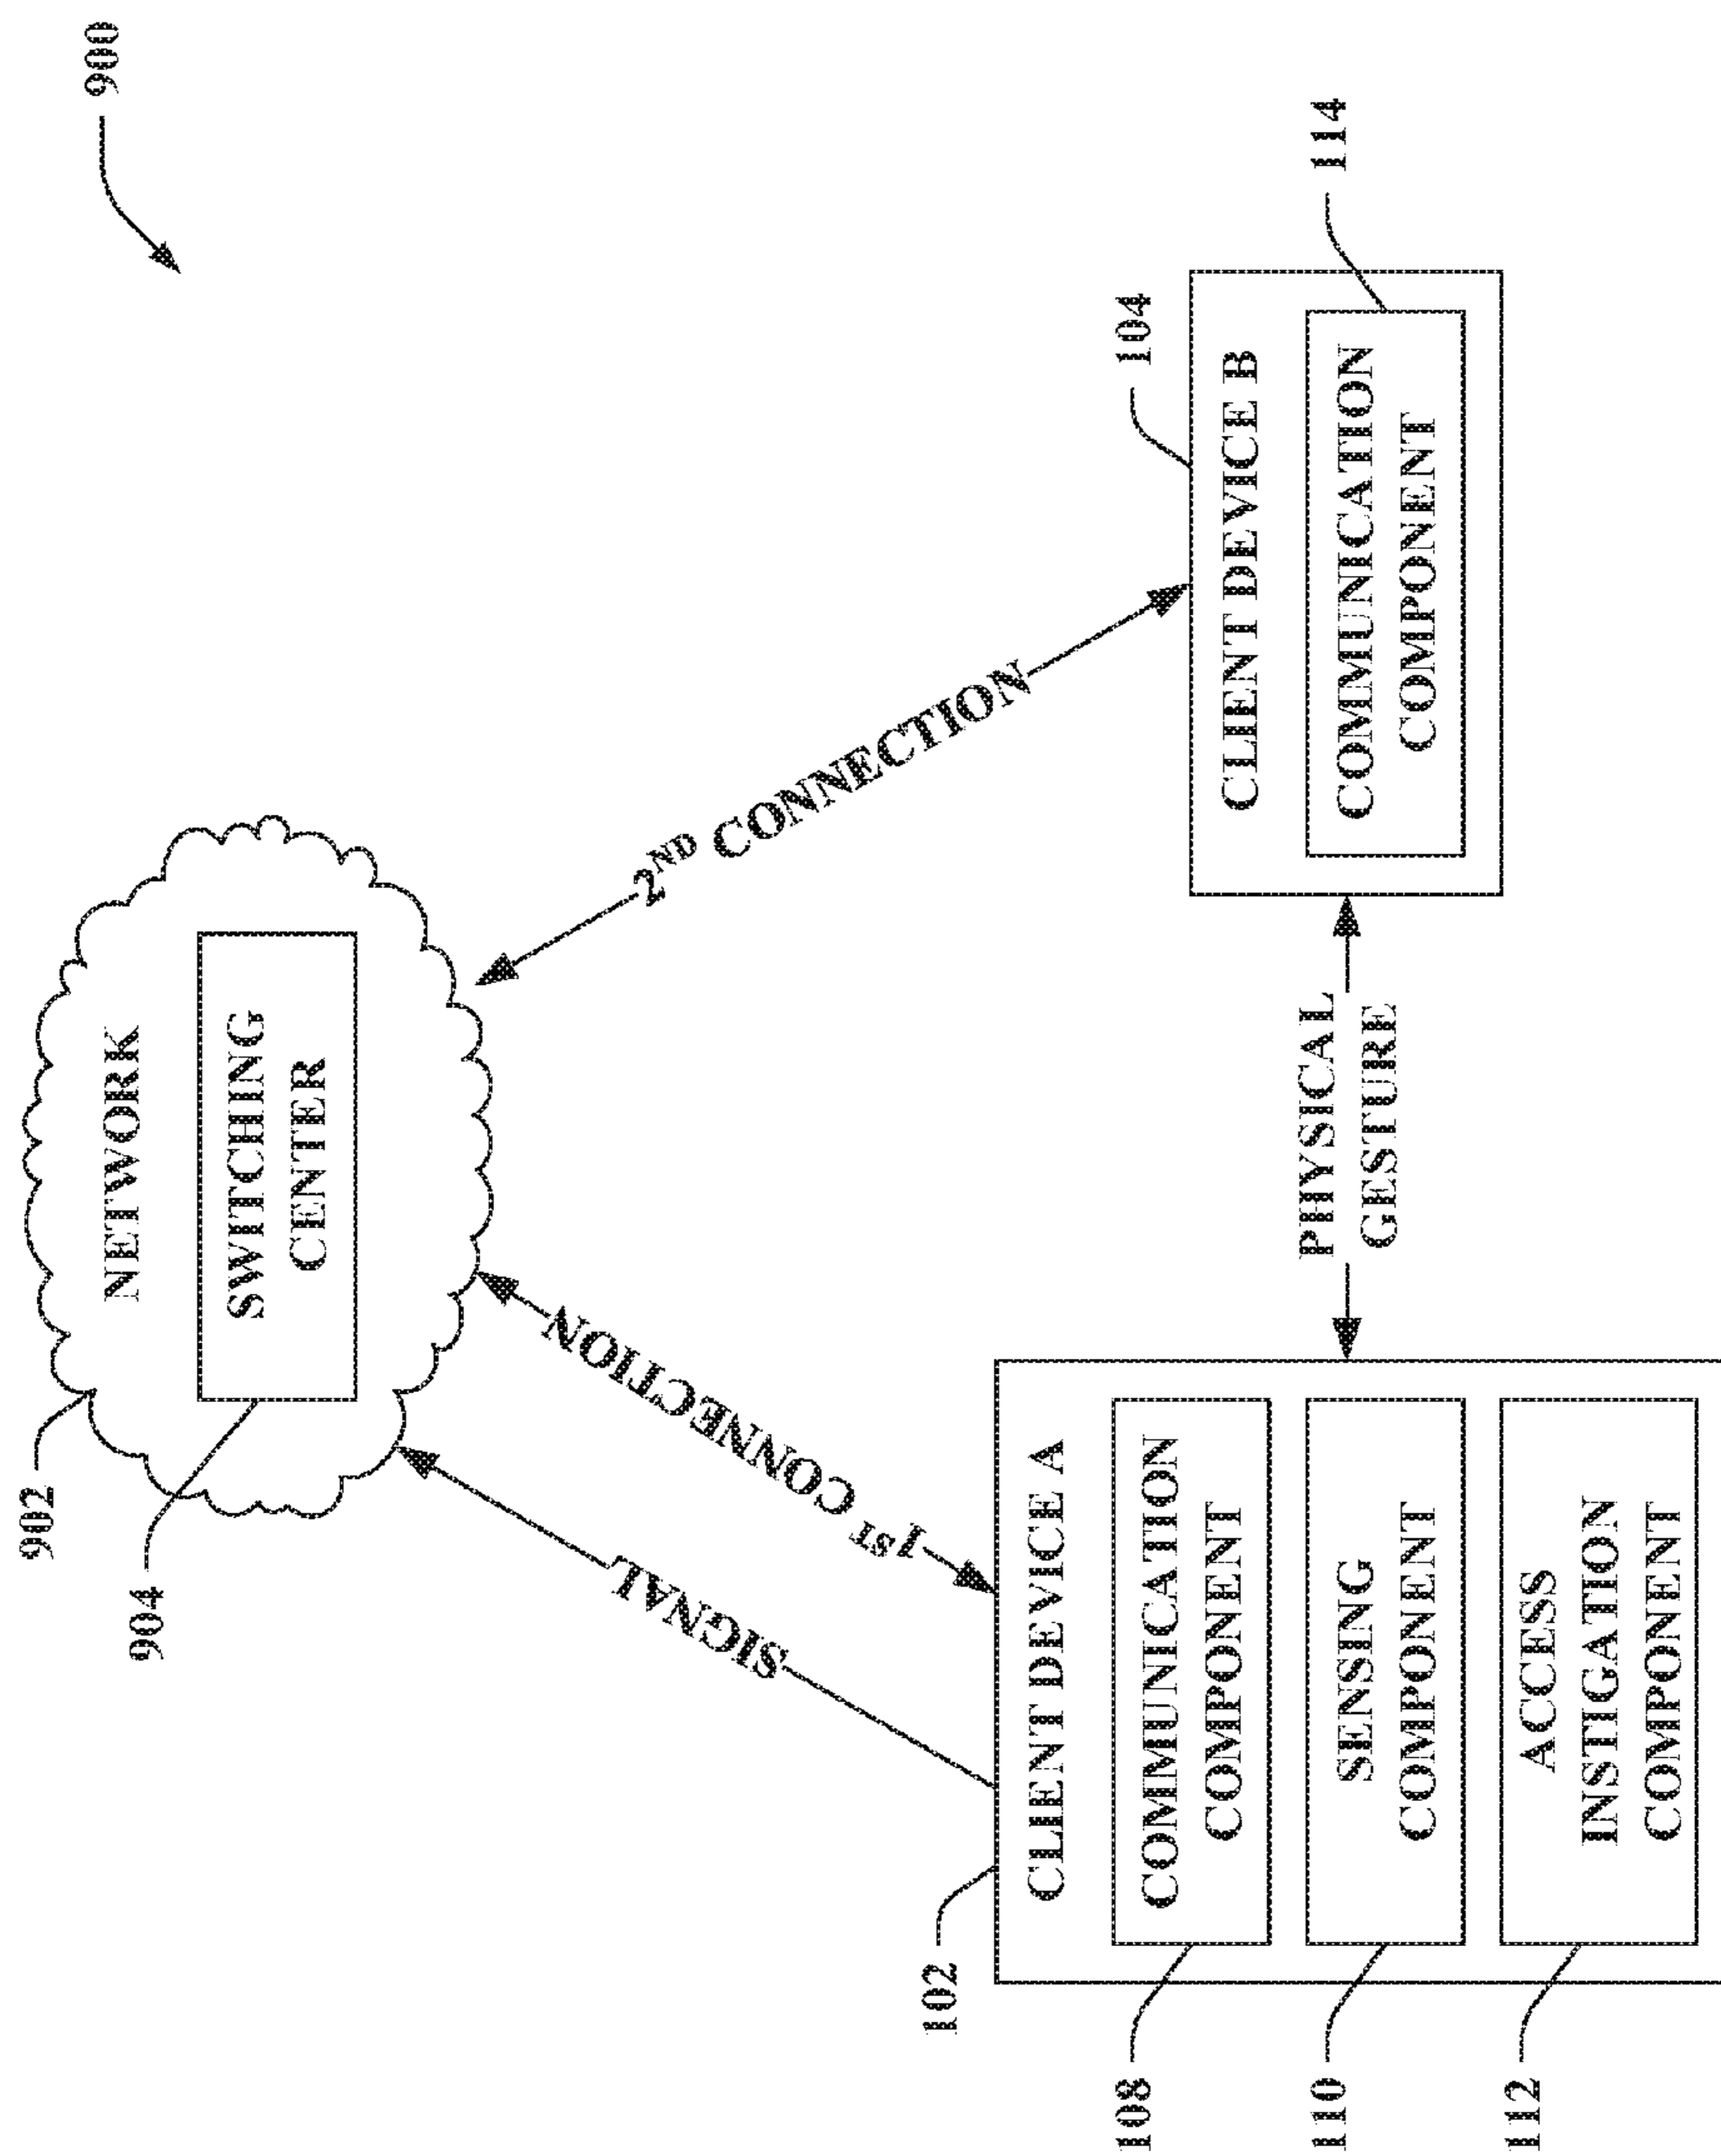 900
902
NETWORK
904
SWITCHING
CENTER
SIGNAL
1ST CONNECTION
2ND CONNECTION
102
CLIENT DEVICE A
108
COMMUNICATION
COMPONENT
110
SENSING
COMPONENT
112
ACCESS
INSTIGATION
COMPONENT
PHYSICAL
GESTURE
104
CLIENT DEVICE B
114
COMMUNICATION
COMPONENT